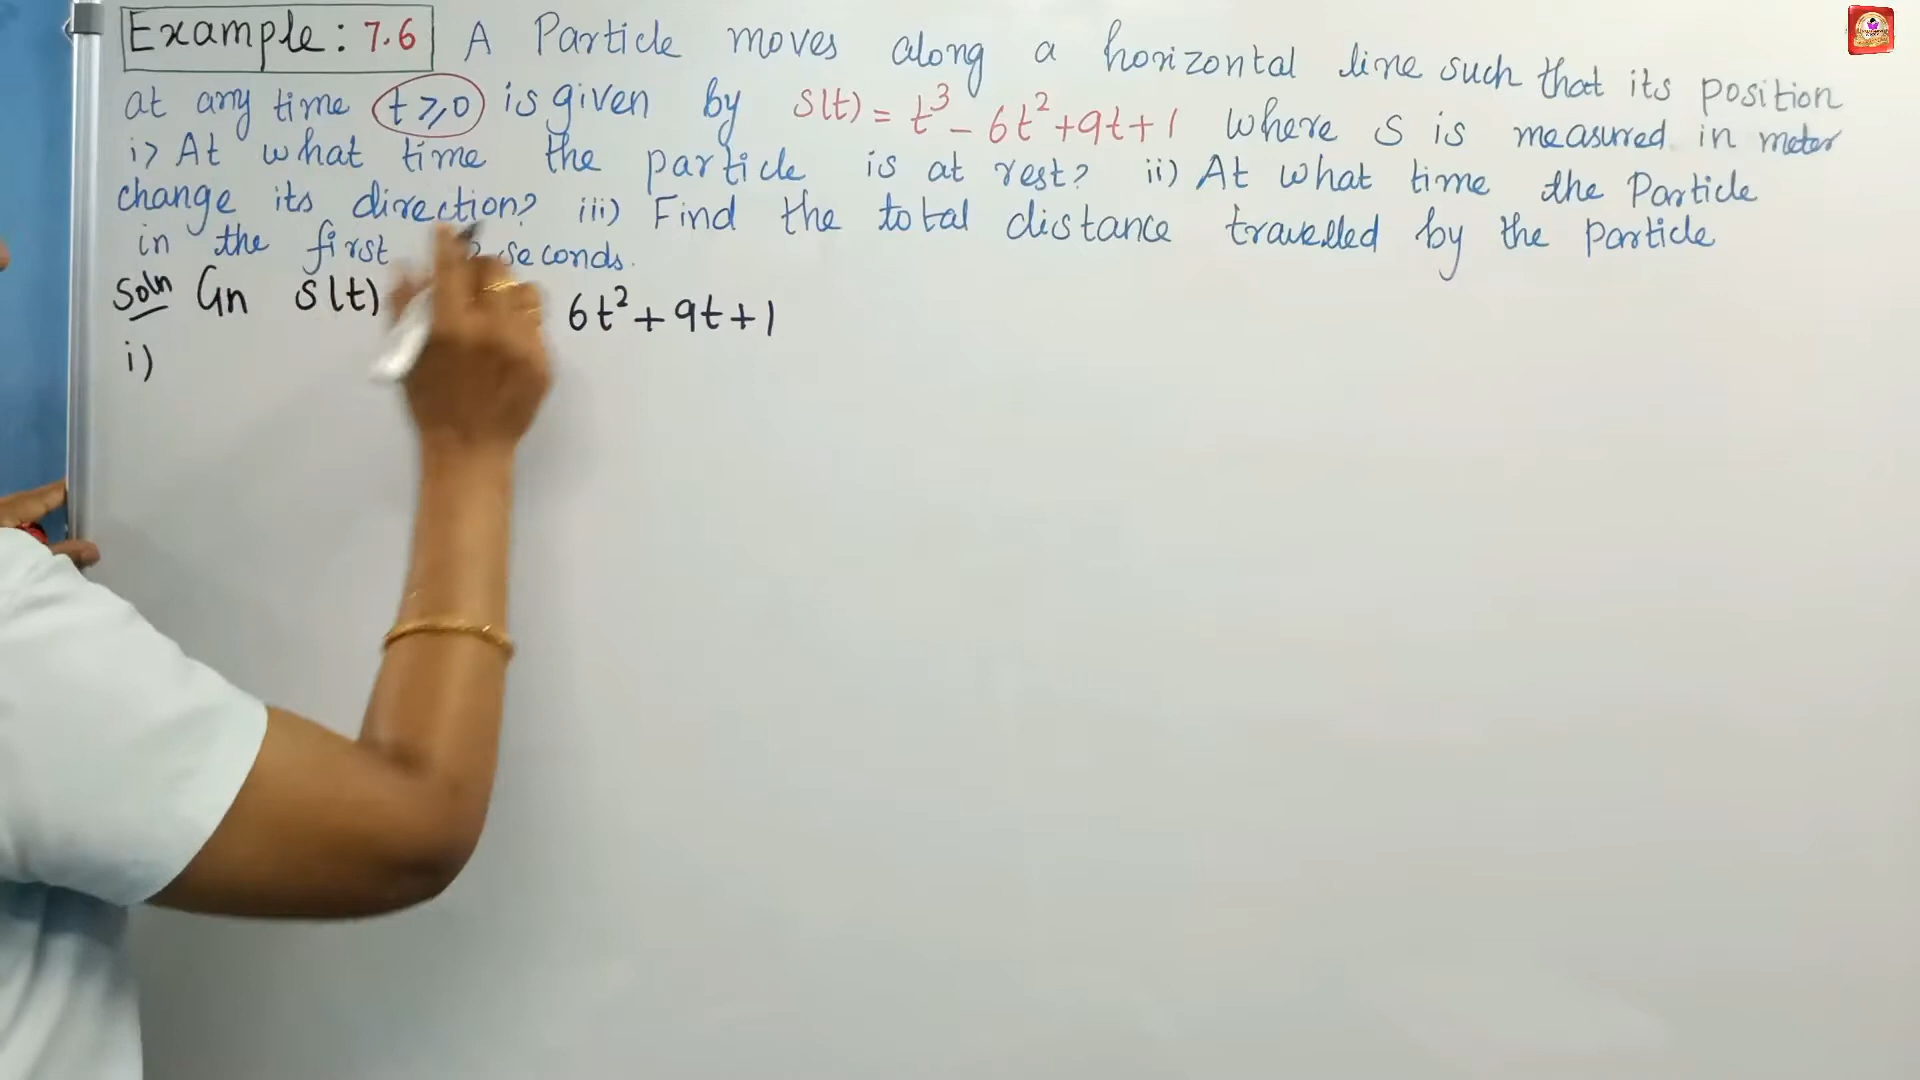 Example: 7.6 A Particle moves along a horizontal line such that its position
at any time t ≥ 0 is given by s(t) = t³ - 6t² + 9t + 1 where S is measured in meter
i) At what time the particle is at rest? ii) At what time the Particle
change its direction? iii) Find the total distance travelled by the particle
in the first seconds.
Soln Gn s(t) 6t² + 9t + 1
i)